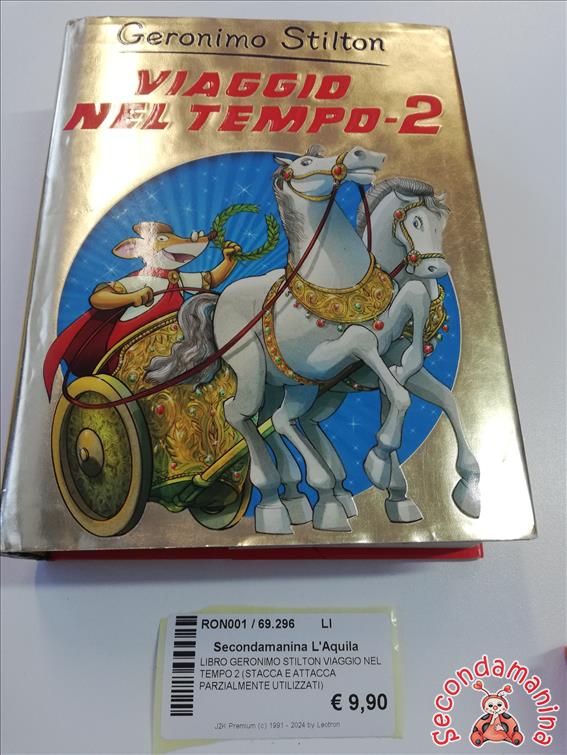 Geronimo Stilton
VIAGGIO
NEL TEMPO-2
RON001 / 69.296 LI
Secondamanina L'Aquila
LIBRO GERONIMO STILTON VIAGGIO NEL
TEMPO 2 (STACCA E ATTACCA
PARZIALMENTE UTILIZZATI)
€ 9,90
J2K Premium (c) 1991 - 2024 by Leotron
Secondamanina